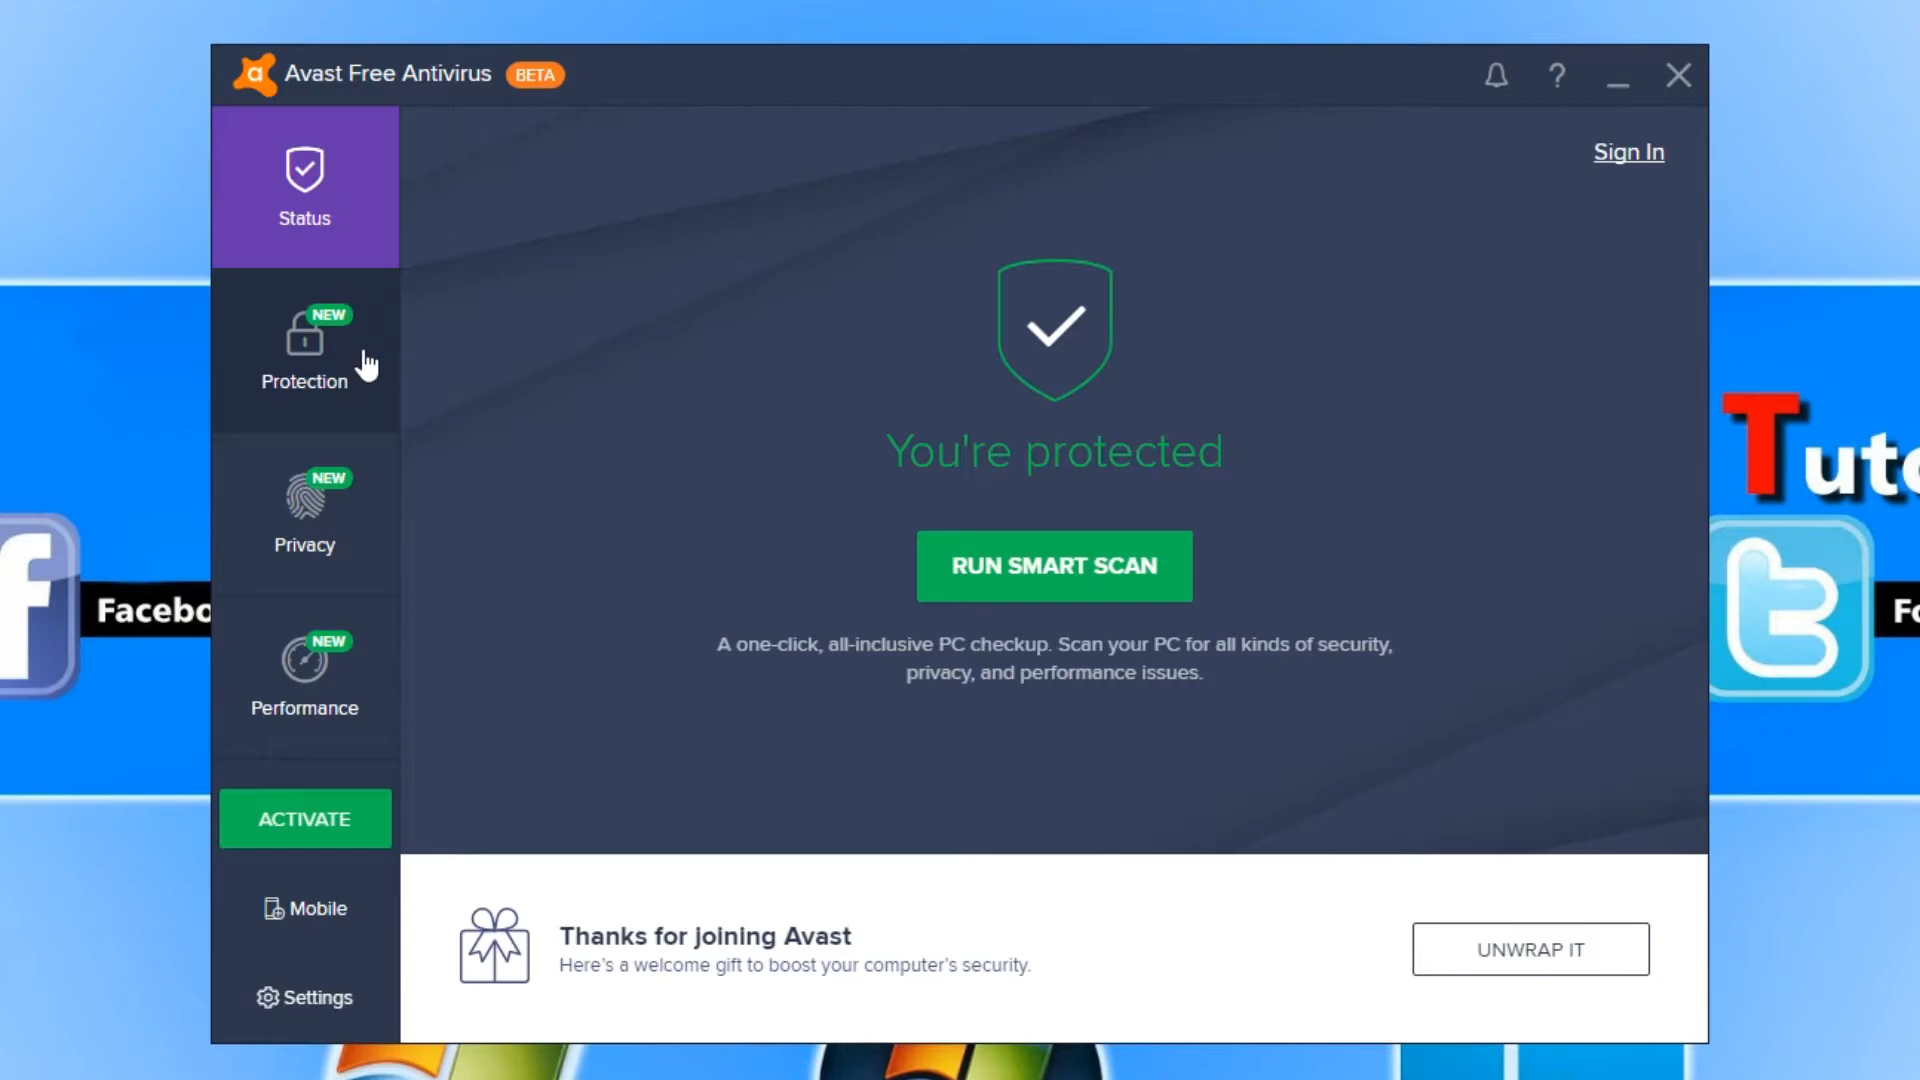 Avast Free Antivirus BETA
?
Sign In
Status
NEW
Protection
NEW
Privacy
NEW
Performance
ACTIVATE
Mobile
Settings
You're protected
RUN SMART SCAN
A one-click, all-inclusive PC checkup. Scan your PC for all kinds of security,
privacy, and performance issues.
Thanks for joining Avast
Here's a welcome gift to boost your computer's security.
UNWRAP IT
f
Facebo
Tuto
t
Fo